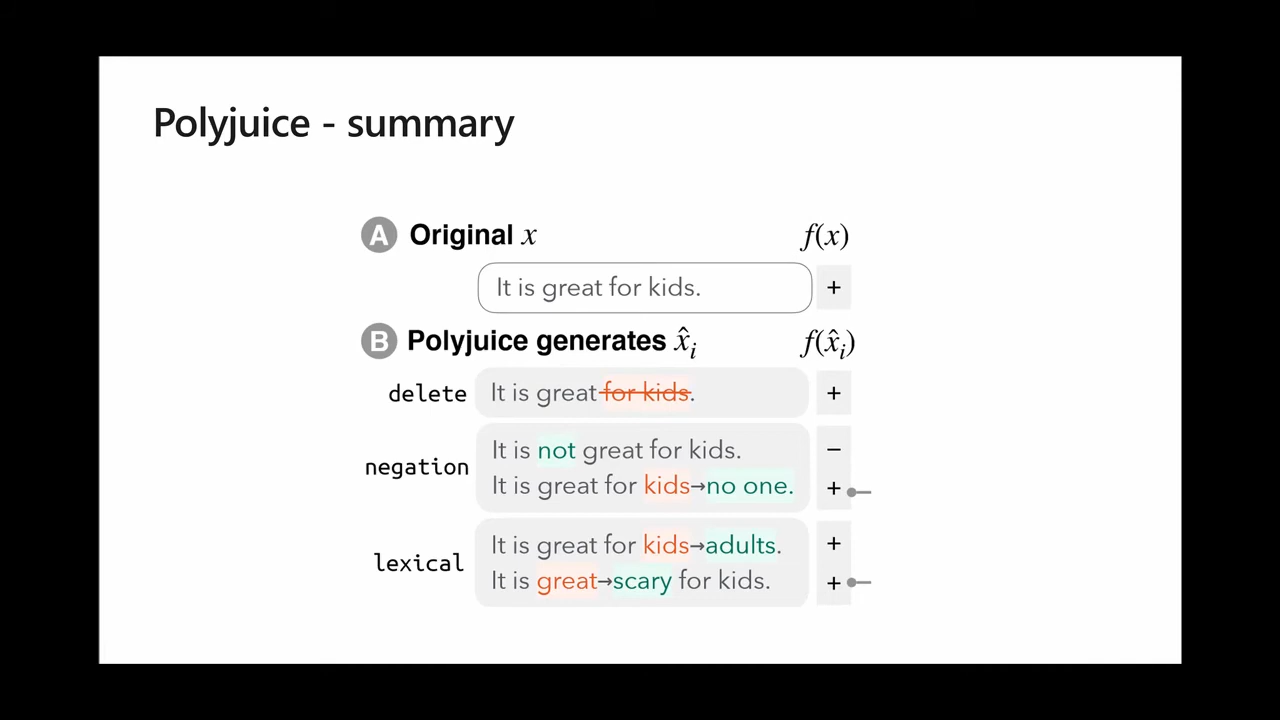 Polyjuice - summary
A Original x f(x)
It is great for kids. +
B Polyjuice generates x̂ᵢ f(x̂ᵢ)
delete It is great for kids. +
It is not great for kids. −
negation
It is great for kids→no one. +
It is great for kids→adults. +
lexical
It is great→scary for kids. +